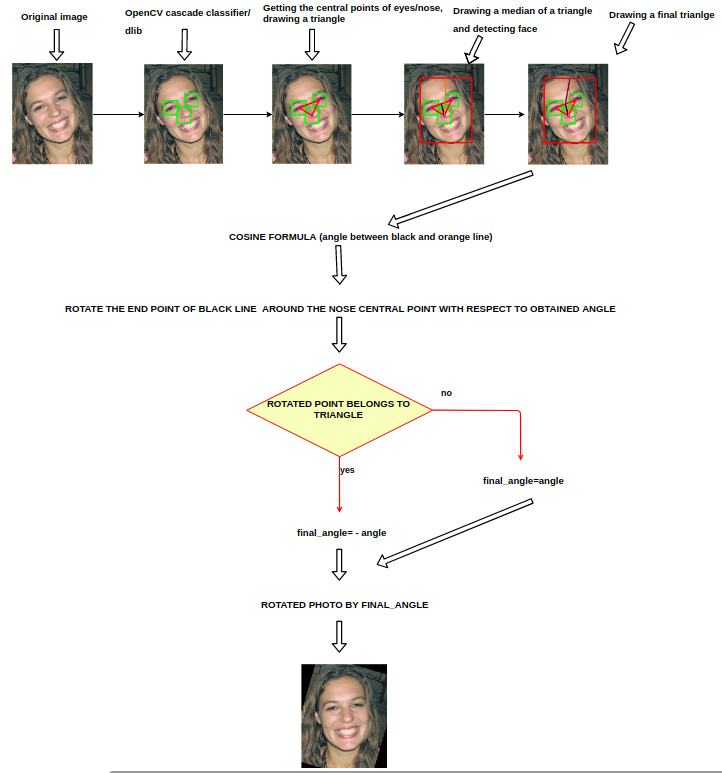 Original image
OpenCV cascade classifier/
dlib
Getting the central points of eyes/nose,
drawing a triangle
Drawing a median of a triangle
and detecting face
Drawing a final trianlge
COSINE FORMULA (angle between black and orange line)
ROTATE THE END POINT OF BLACK LINE  AROUND THE NOSE CENTRAL POINT WITH RESPECT TO OBTAINED ANGLE
ROTATED POINT BELONGS TO
TRIANGLE
no
yes
final_angle=angle
final_angle= - angle
ROTATED PHOTO BY FINAL_ANGLE